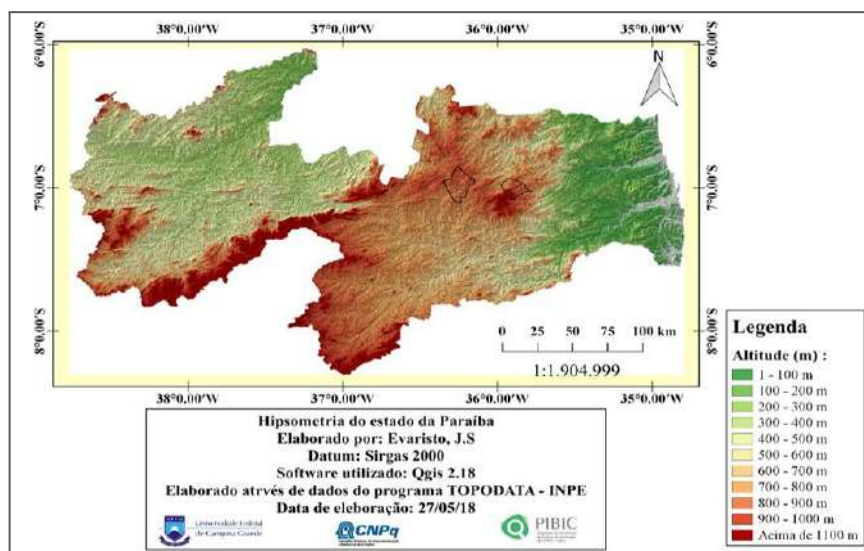 38°0.00'W 37°0.00'W 36°0.00'W 35°0.00'W
6°0.00'S
7°0.00'S
8°0.00'S
6°0.00'S
7°0.00'S
8°0.00'S
N
0 25 50 75 100 km
1:1.904.999
38°0.00'W 37°0.00'W 36°0.00'W 35°0.00'W
Legenda
Altitude (m) :
1 - 100 m
100 - 200 m
200 - 300 m
300 - 400 m
400 - 500 m
500 - 600 m
600 - 700 m
700 - 800 m
800 - 900 m
900 - 1000 m
Acima de 1100 m
Hipsometria do estado da Paraíba
Elaborado por: Evaristo, J.S
Datum: Sirgas 2000
Software utilizado: Qgis 2.18
Elaborado atrvés de dados do programa TOPODATA - INPE
Data de eleboração: 27/05/18
Universidade Federal
de Campina Grande
CNPq
PIBIC